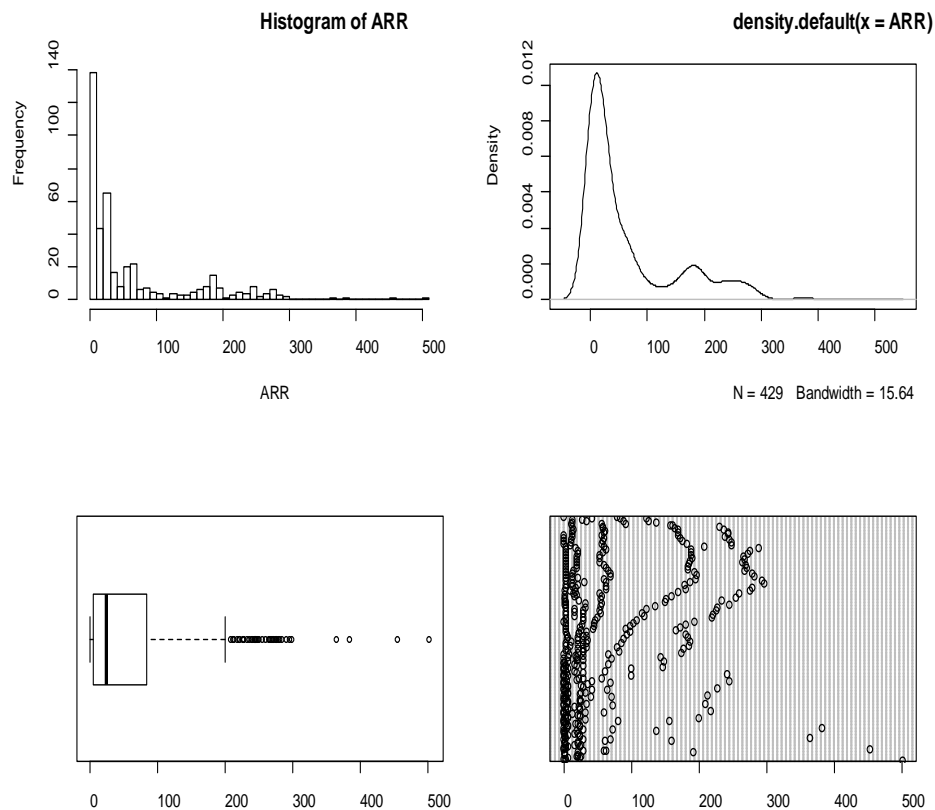 Histogram of ARR
Frequency
0 20 60 100 140
0 100 200 300 400 500
ARR
density.default(x = ARR)
Density
0.000 0.004 0.008 0.012
0 100 200 300 400 500
N = 429 Bandwidth = 15.64
0 100 200 300 400 500
0 100 200 300 400 500